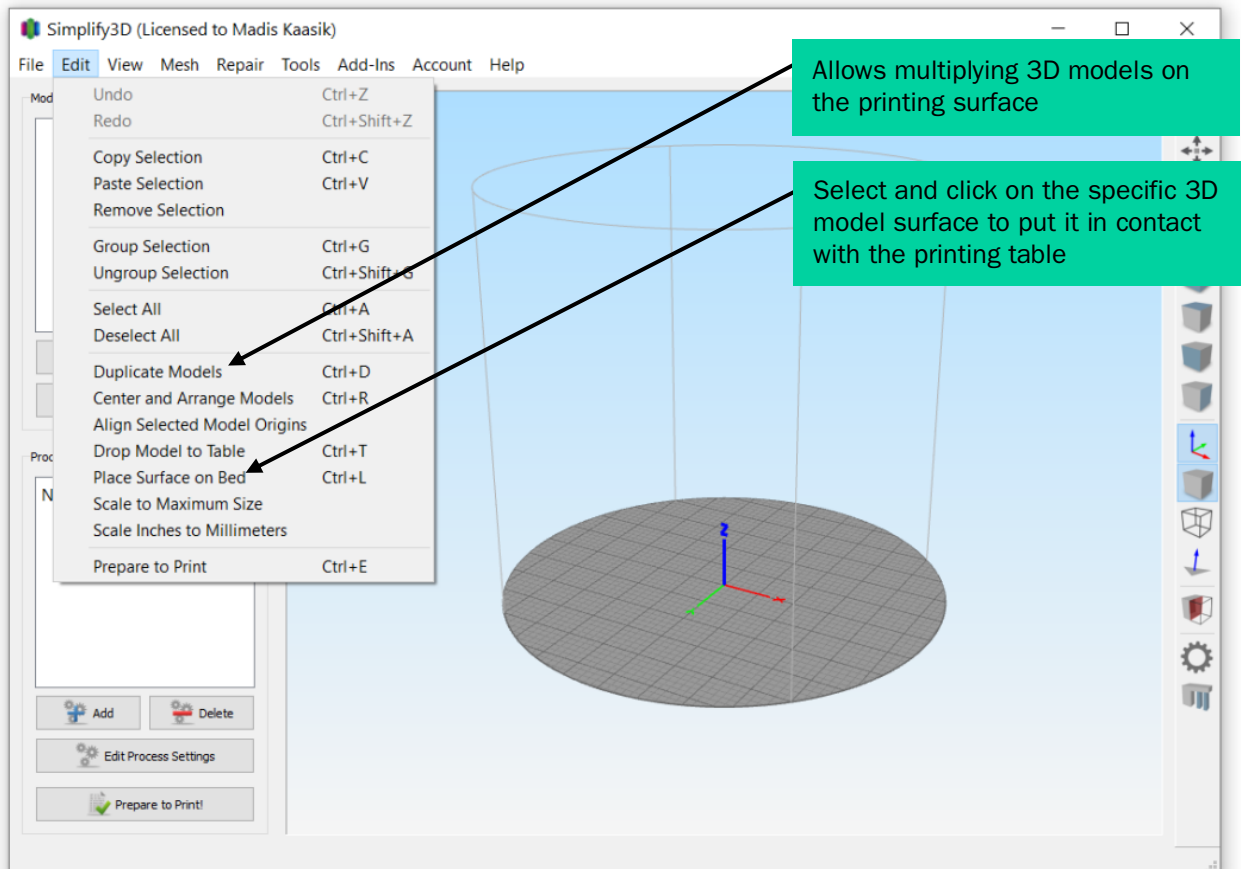 Simplify3D (Licensed to Madis Kaasik)
File Edit View Mesh Repair Tools Add-Ins Account Help
Allows multiplying 3D models on
the printing surface
Select and click on the specific 3D
model surface to put it in contact
with the printing table
Mod
Undo Ctrl+Z
Redo Ctrl+Shift+Z
Copy Selection Ctrl+C
Paste Selection Ctrl+V
Remove Selection
Group Selection Ctrl+G
Ungroup Selection Ctrl+Shift+G
Select All Ctrl+A
Deselect All Ctrl+Shift+A
Duplicate Models Ctrl+D
Center and Arrange Models Ctrl+R
Align Selected Model Origins
Drop Model to Table Ctrl+T
Place Surface on Bed Ctrl+L
Scale to Maximum Size
Scale Inches to Millimeters
Prepare to Print Ctrl+E
Proc
N
Z
X
Add Delete
Edit Process Settings
Prepare to Print!